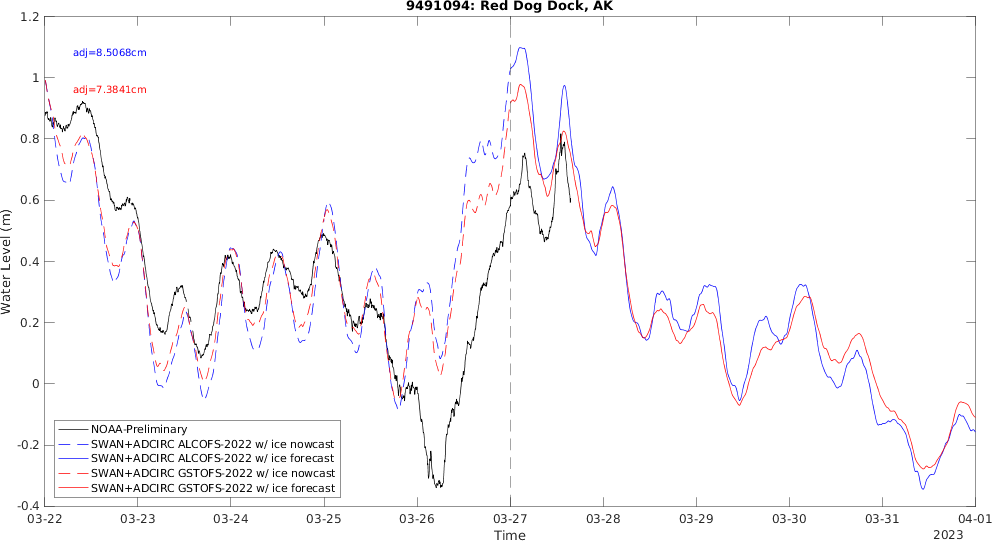 9491094: Red Dog Dock, AK
1.2
1
0.8
0.6
0.4
0.2
0
-0.2
-0.4
Water Level (m)
adj=8.5068cm
adj=7.3841cm
NOAA-Preliminary
SWAN+ADCIRC ALCOFS-2022 w/ ice nowcast
SWAN+ADCIRC ALCOFS-2022 w/ ice forecast
SWAN+ADCIRC GSTOFS-2022 w/ ice nowcast
SWAN+ADCIRC GSTOFS-2022 w/ ice forecast
03-22 03-23 03-24 03-25 03-26 03-27 03-28 03-29 03-30 03-31 04-01
Time
2023